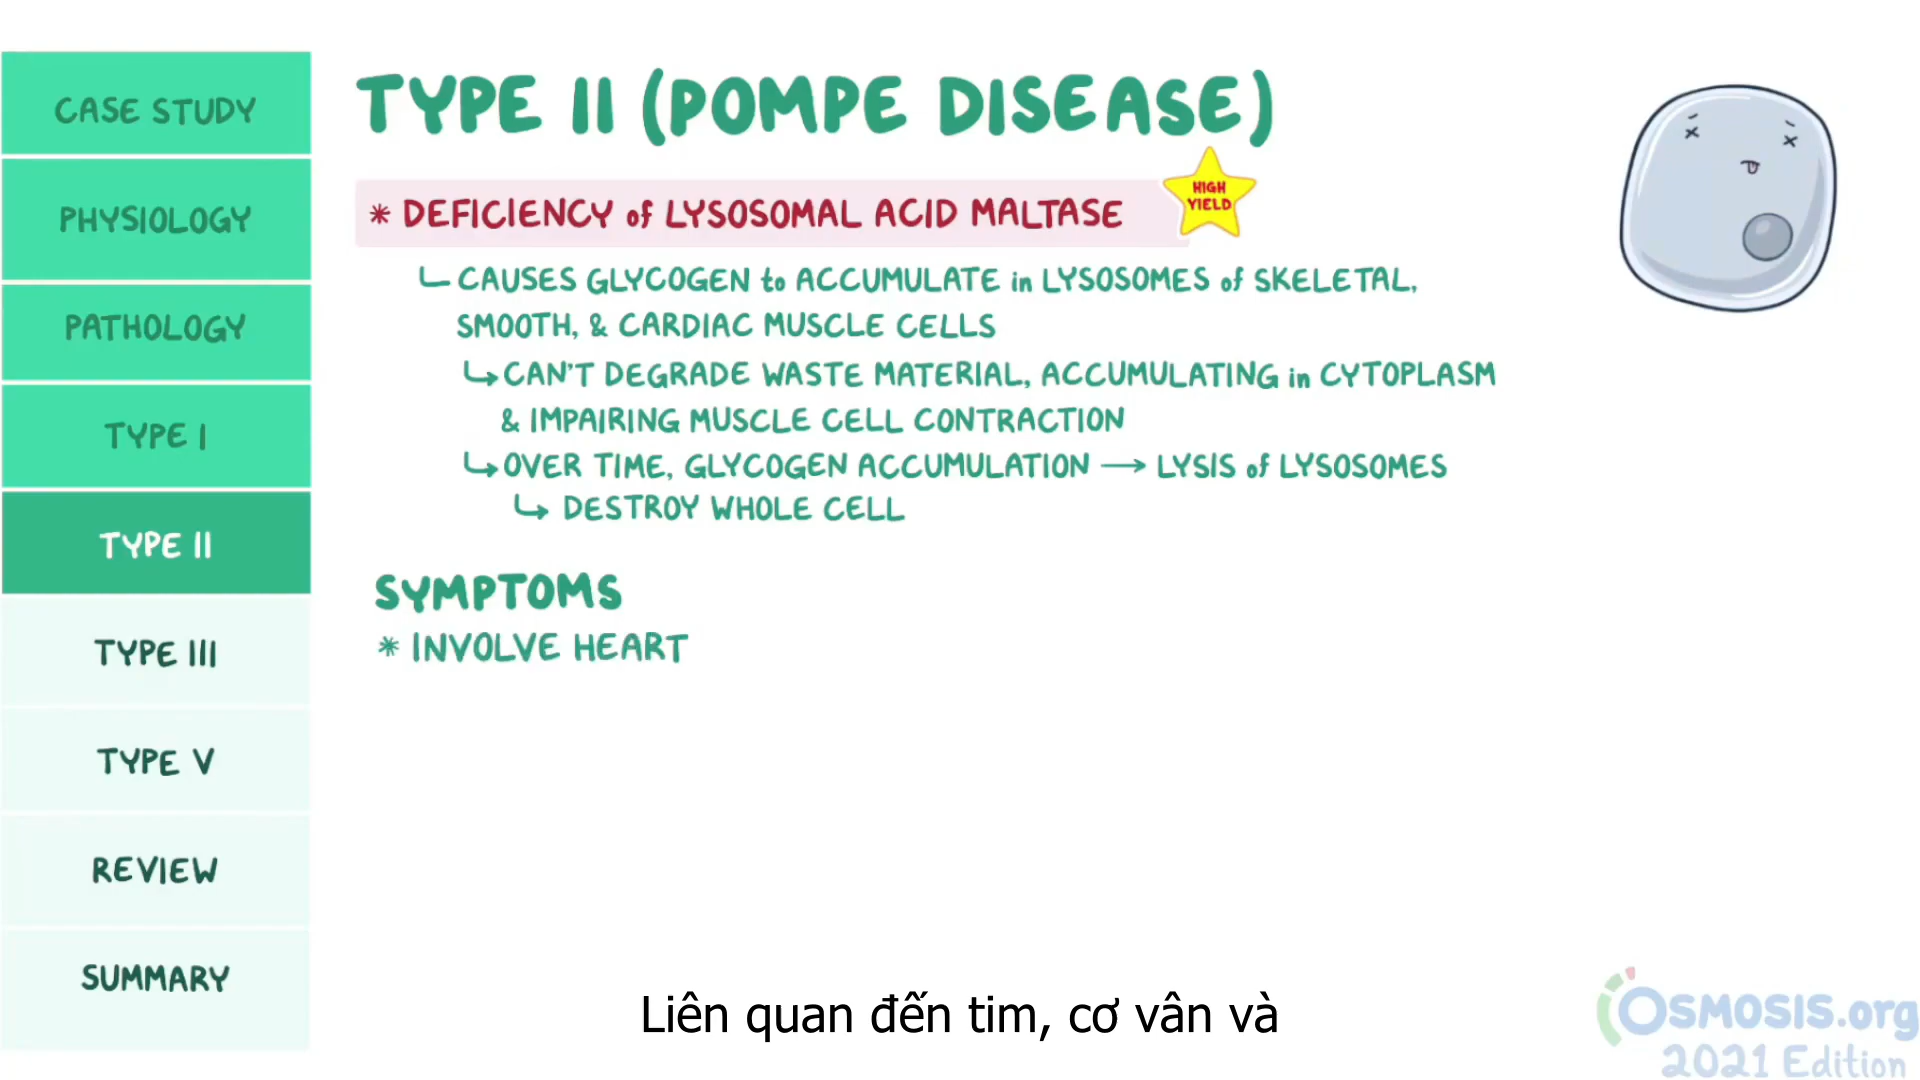 CASE STUDY
PHYSIOLOGY
PATHOLOGY
TYPE I
TYPE II
TYPE III
TYPE V
REVIEW
SUMMARY
TYPE II (POMPE DISEASE)
* DEFICIENCY of LYSOSOMAL ACID MALTASE
HIGH
YIELD
CAUSES GLYCOGEN to ACCUMULATE in LYSOSOMES of SKELETAL,
SMOOTH, & CARDIAC MUSCLE CELLS
↳ CAN'T DEGRADE WASTE MATERIAL, ACCUMULATING in CYTOPLASM
& IMPAIRING MUSCLE CELL CONTRACTION
↳ OVER TIME, GLYCOGEN ACCUMULATION → LYSIS of LYSOSOMES
↳ DESTROY WHOLE CELL
SYMPTOMS
* INVOLVE HEART
Liên quan đến tim, cơ vân và
OSMOSIS.org
2021 Edition